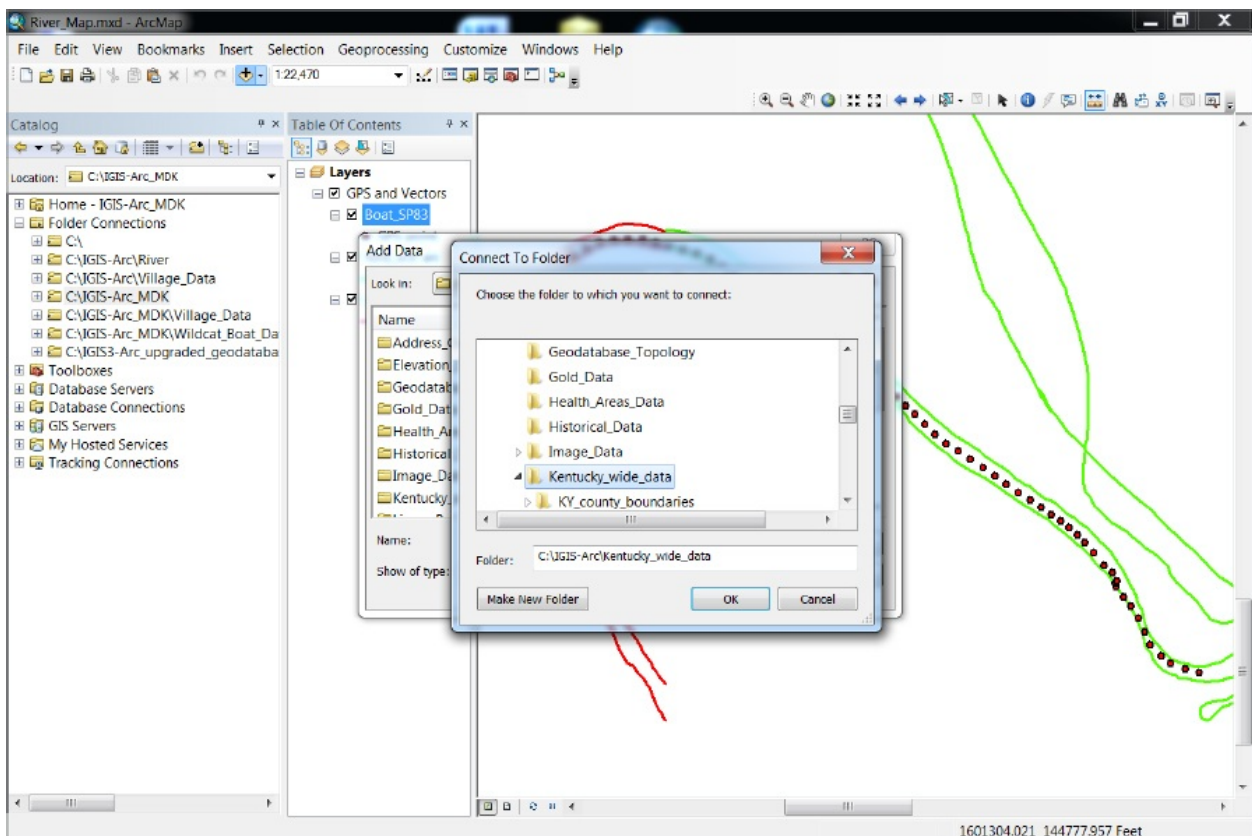 River_Map.mxd - ArcMap
File Edit View Bookmarks Insert Selection Geoprocessing Customize Windows Help
1:22,470
Catalog
Location: C:\IGIS-Arc_MDK
Home - IGIS-Arc_MDK
Folder Connections
C:\
C:\IGIS-Arc\River
C:\IGIS-Arc\Village_Data
C:\IGIS-Arc_MDK
C:\IGIS-Arc_MDK\Village_Data
C:\IGIS-Arc_MDK\Wildcat_Boat_Da
C:\IGIS3-Arc_upgraded_geodataba
Toolboxes
Database Servers
Database Connections
GIS Servers
My Hosted Services
Tracking Connections
Table Of Contents
Layers
GPS and Vectors
Boat_SP83
Add Data
Look in:
Name
Address_
Elevation
Geodatab
Gold_Dat
Health_A
Historical
Image_Da
Kentucky
Name:
Show of type:
Connect To Folder
Choose the folder to which you want to connect:
Geodatabase_Topology
Gold_Data
Health_Areas_Data
Historical_Data
Image_Data
Kentucky_wide_data
KY_county_boundaries
Folder: C:\IGIS-Arc\Kentucky_wide_data
Make New Folder
OK
Cancel
1601304.021 144777.957 Feet